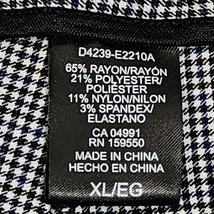 D4239-E2210A
65% RAYON/RAYÓN
21% POLYESTER/
POLIÉSTER
11% NYLON/NILON
3% SPANDEX/
ELASTANO
CA 04991
RN 159550
MADE IN CHINA
HECHO EN CHINA
XL/EG